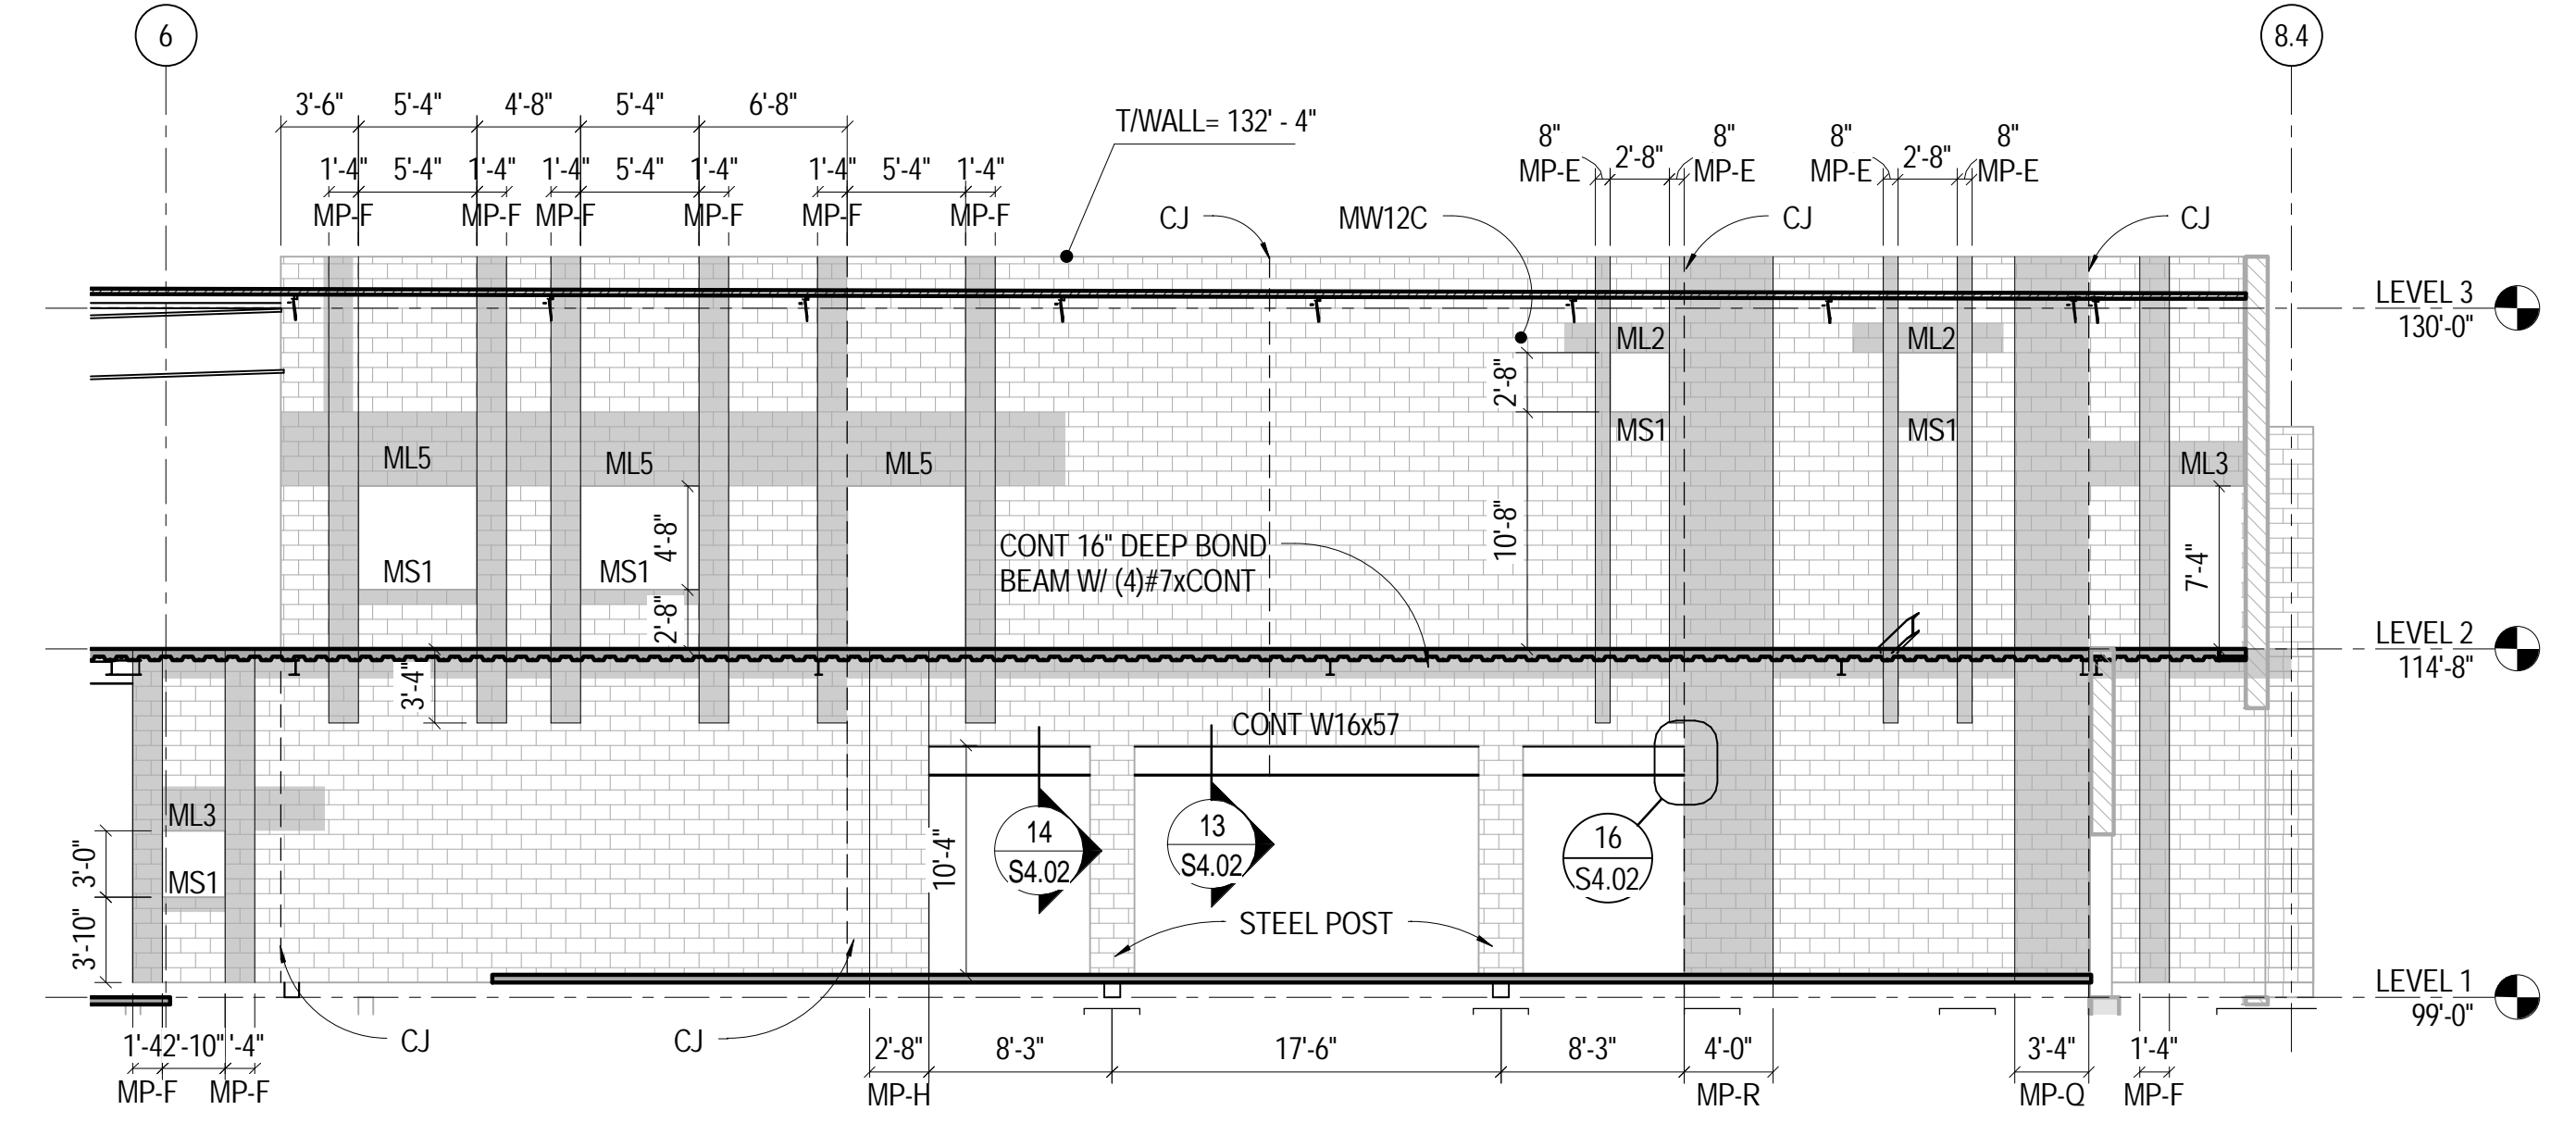 6
8.4
3'-6"
5'-4"
4'-8"
5'-4"
6'-8"
T/WALL= 132' - 4"
8"
8"
8"
8"
MP-E
2'-8"
MP-E
MP-E
2'-8"
MP-E
1'-4"
5'-4"
1'-4"
1'-4"
5'-4"
1'-4"
1'-4"
5'-4"
1'-4"
MP-F
MP-F
MP-F
MP-F
MP-F
MP-F
CJ
MW12C
CJ
CJ
LEVEL 3
130'-0"
ML2
ML2
2'-8"
MS1
MS1
ML5
ML5
ML5
ML3
4'-8"
10'-8"
7'-4"
CONT 16" DEEP BOND
BEAM W/ (4)#7xCONT
MS1
MS1
2'-8"
LEVEL 2
114'-8"
3'-4"
CONT W16x57
ML3
3'-0"
MS1
3'-10"
10'-4"
14
S4.02
13
S4.02
16
S4.02
STEEL POST
LEVEL 1
99'-0"
CJ
CJ
1'-4
2'-10"
'-4"
2'-8"
8'-3"
17'-6"
8'-3"
4'-0"
3'-4"
1'-4"
MP-F
MP-F
MP-H
MP-R
MP-Q
MP-F